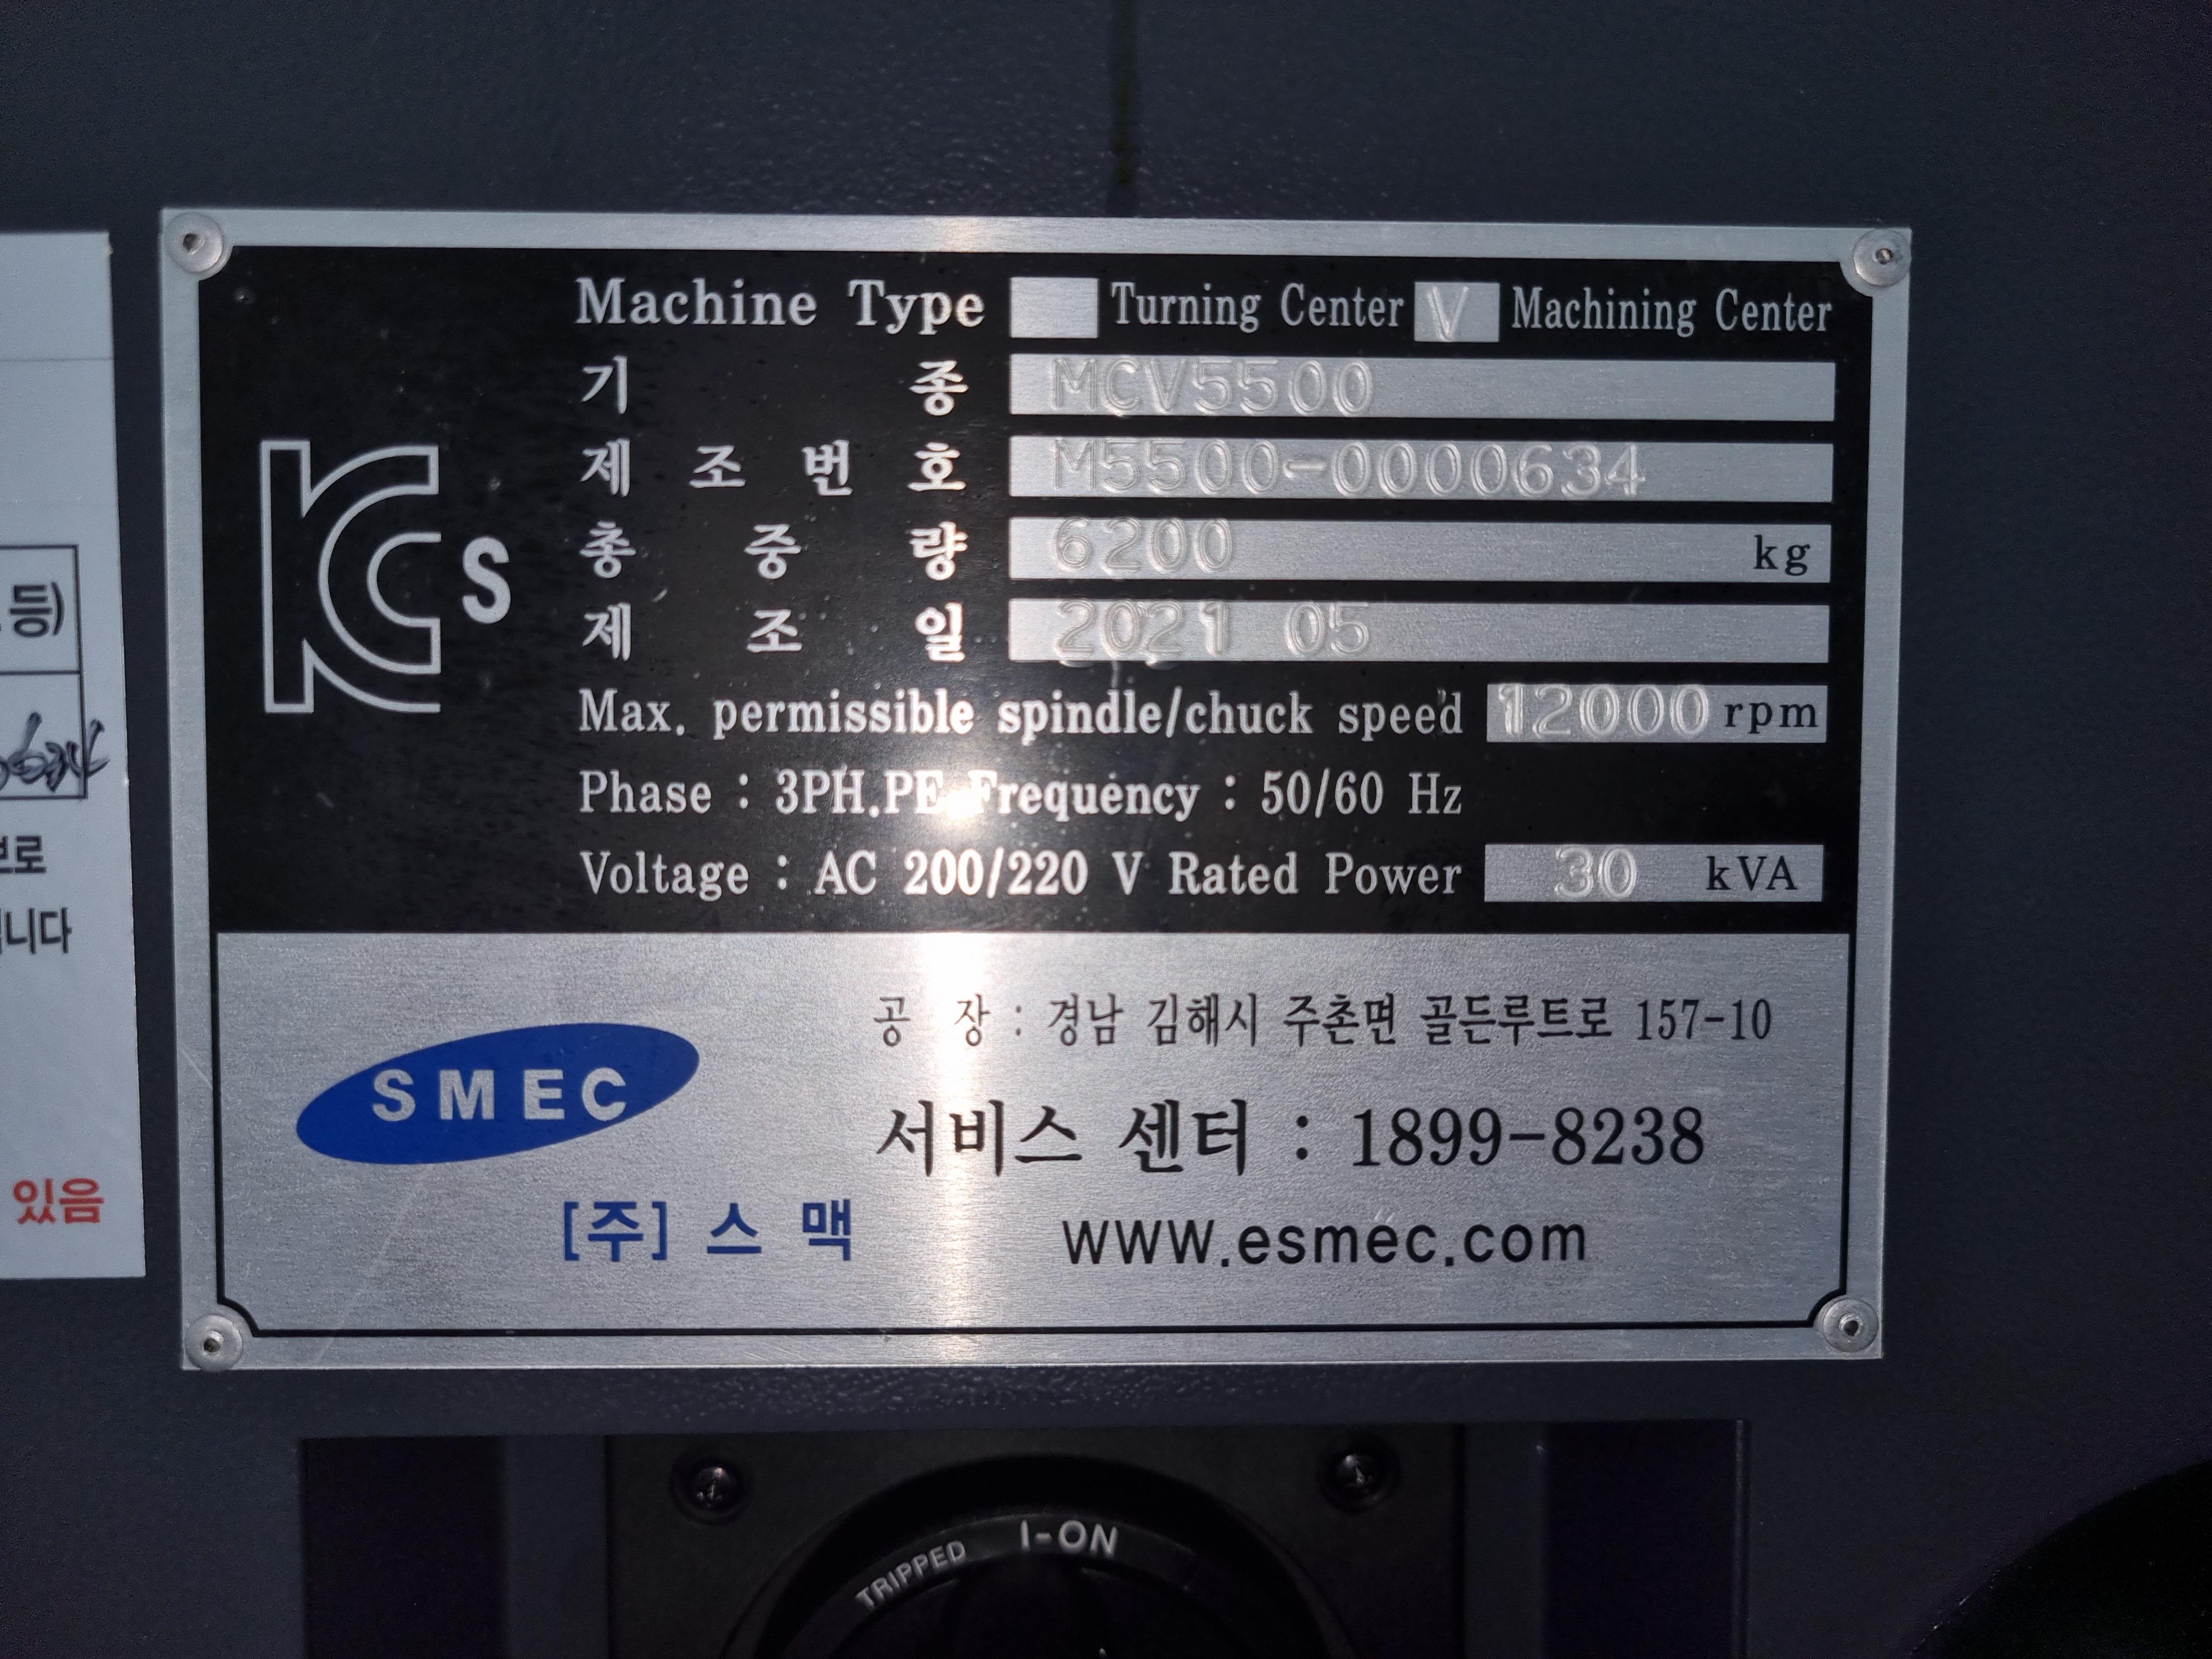 Machine Type Turning Center V Machining Center
기 종 MCV5500
제 조 번 호 M5500-0000634
총 중 량 6200 kg
제 조 일 2021 05
Max. permissible spindle/chuck speed 12000 rpm
Phase : 3PH.PE Frequency : 50/60 Hz
Voltage : AC 200/220 V Rated Power 30 kVA
KCs
SMEC
[주] 스 맥
공 장 : 경남 김해시 주촌면 골든루트로 157-10
서비스 센터 : 1899-8238
www.esmec.com
등)
634
니다
있음
TRIPPED I-ON